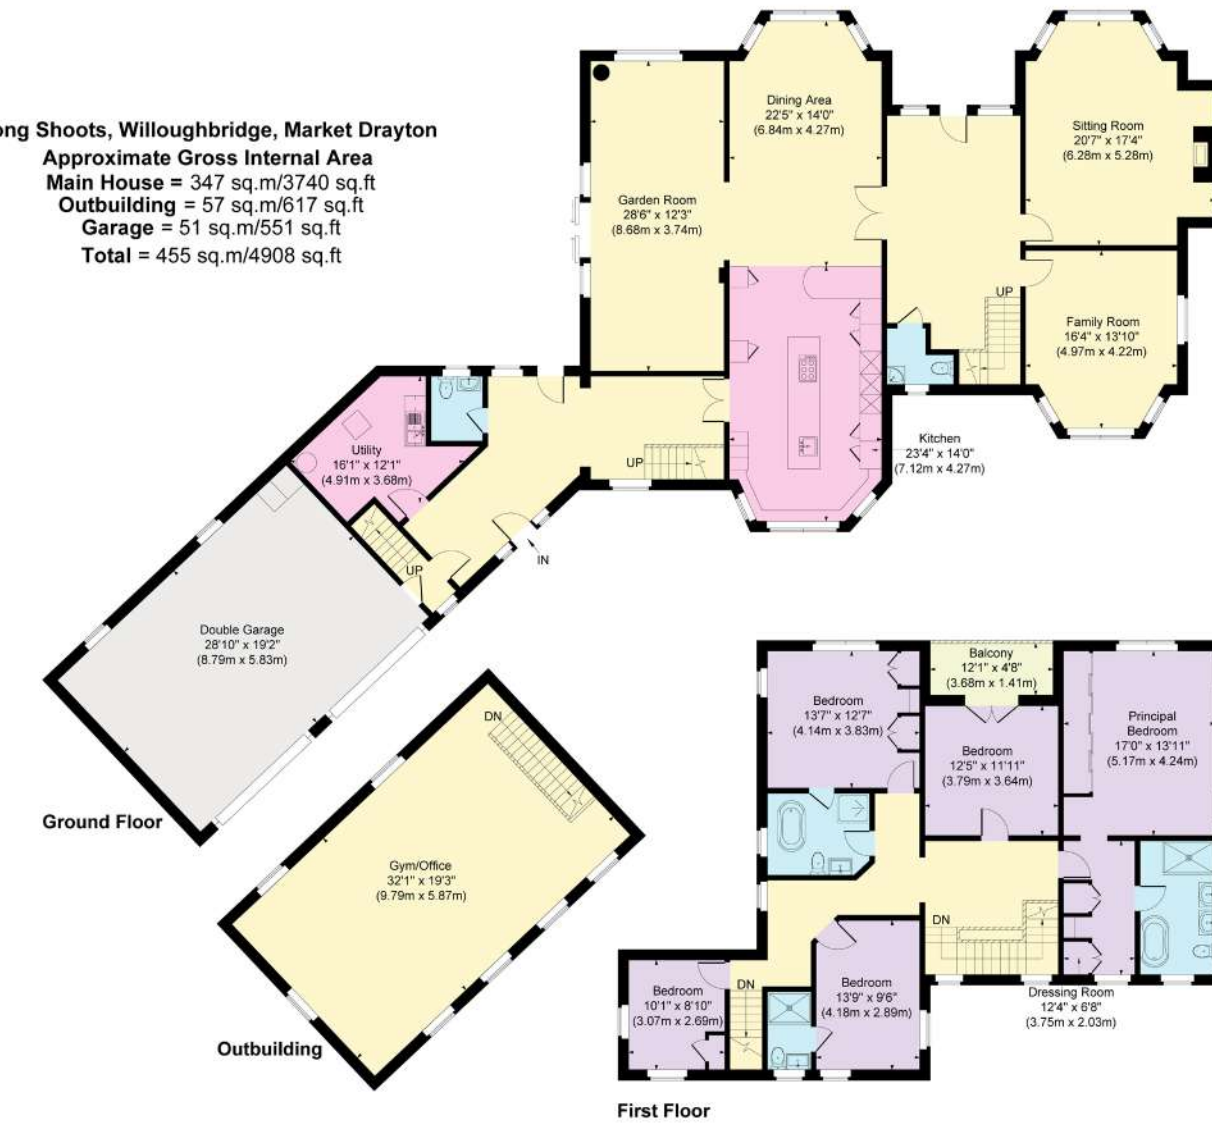 Shoots, Willoughbridge, Market Drayton
Approximate Gross Internal Area
Main House = 347 sq.m/3740 sq.ft
Outbuilding = 57 sq.m/617 sq.ft
Garage = 51 sq.m/551 sq.ft
Total = 455 sq.m/4908 sq.ft
Dining Area
22'5" x 14'0"
(6.84m x 4.27m)
Sitting Room
20'7" x 17'4"
(6.28m x 5.28m)
Garden Room
28'6" x 12'3"
(8.68m x 3.74m)
UP
Family Room
16'4" x 13'10"
(4.97m x 4.22m)
Kitchen
23'4" x 14'0"
(7.12m x 4.27m)
Utility
16'1" x 12'1"
(4.91m x 3.68m)
UP
IN
UP
Double Garage
28'10" x 19'2"
(8.79m x 5.83m)
Ground Floor
DN
Gym/Office
32'1" x 19'3"
(9.79m x 5.87m)
Outbuilding
Balcony
12'1" x 4'8"
(3.68m x 1.41m)
Bedroom
13'7" x 12'7"
(4.14m x 3.83m)
Principal
Bedroom
17'0" x 13'11"
(5.17m x 4.24m)
Bedroom
12'5" x 11'11"
(3.79m x 3.64m)
DN
Bedroom
10'1" x 8'10"
(3.07m x 2.69m)
DN
Bedroom
13'9" x 9'6"
(4.18m x 2.89m)
Dressing Room
12'4" x 6'8"
(3.75m x 2.03m)
First Floor